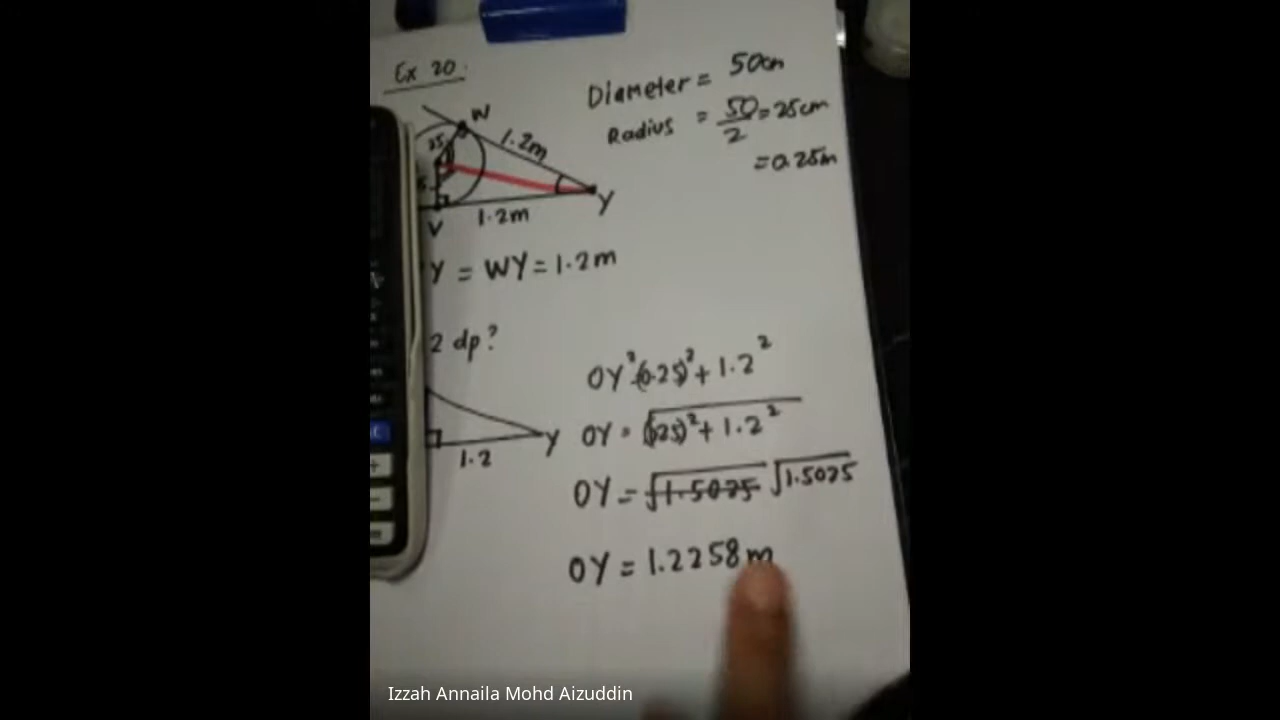 Ex 20.
Diameter = 50cm
Radius = 50/2 = 25cm
= 0.25m
W
25
1.2m
Y
1.2m
V
Y = WY = 1.2m
2 dp?
Y
1.2
OY² (0.25)² + 1.2²
OY = √(0.25)² + 1.2²
OY = √1.5025 √1.5025
OY = 1.2258m
Izzah Annaila Mohd Aizuddin